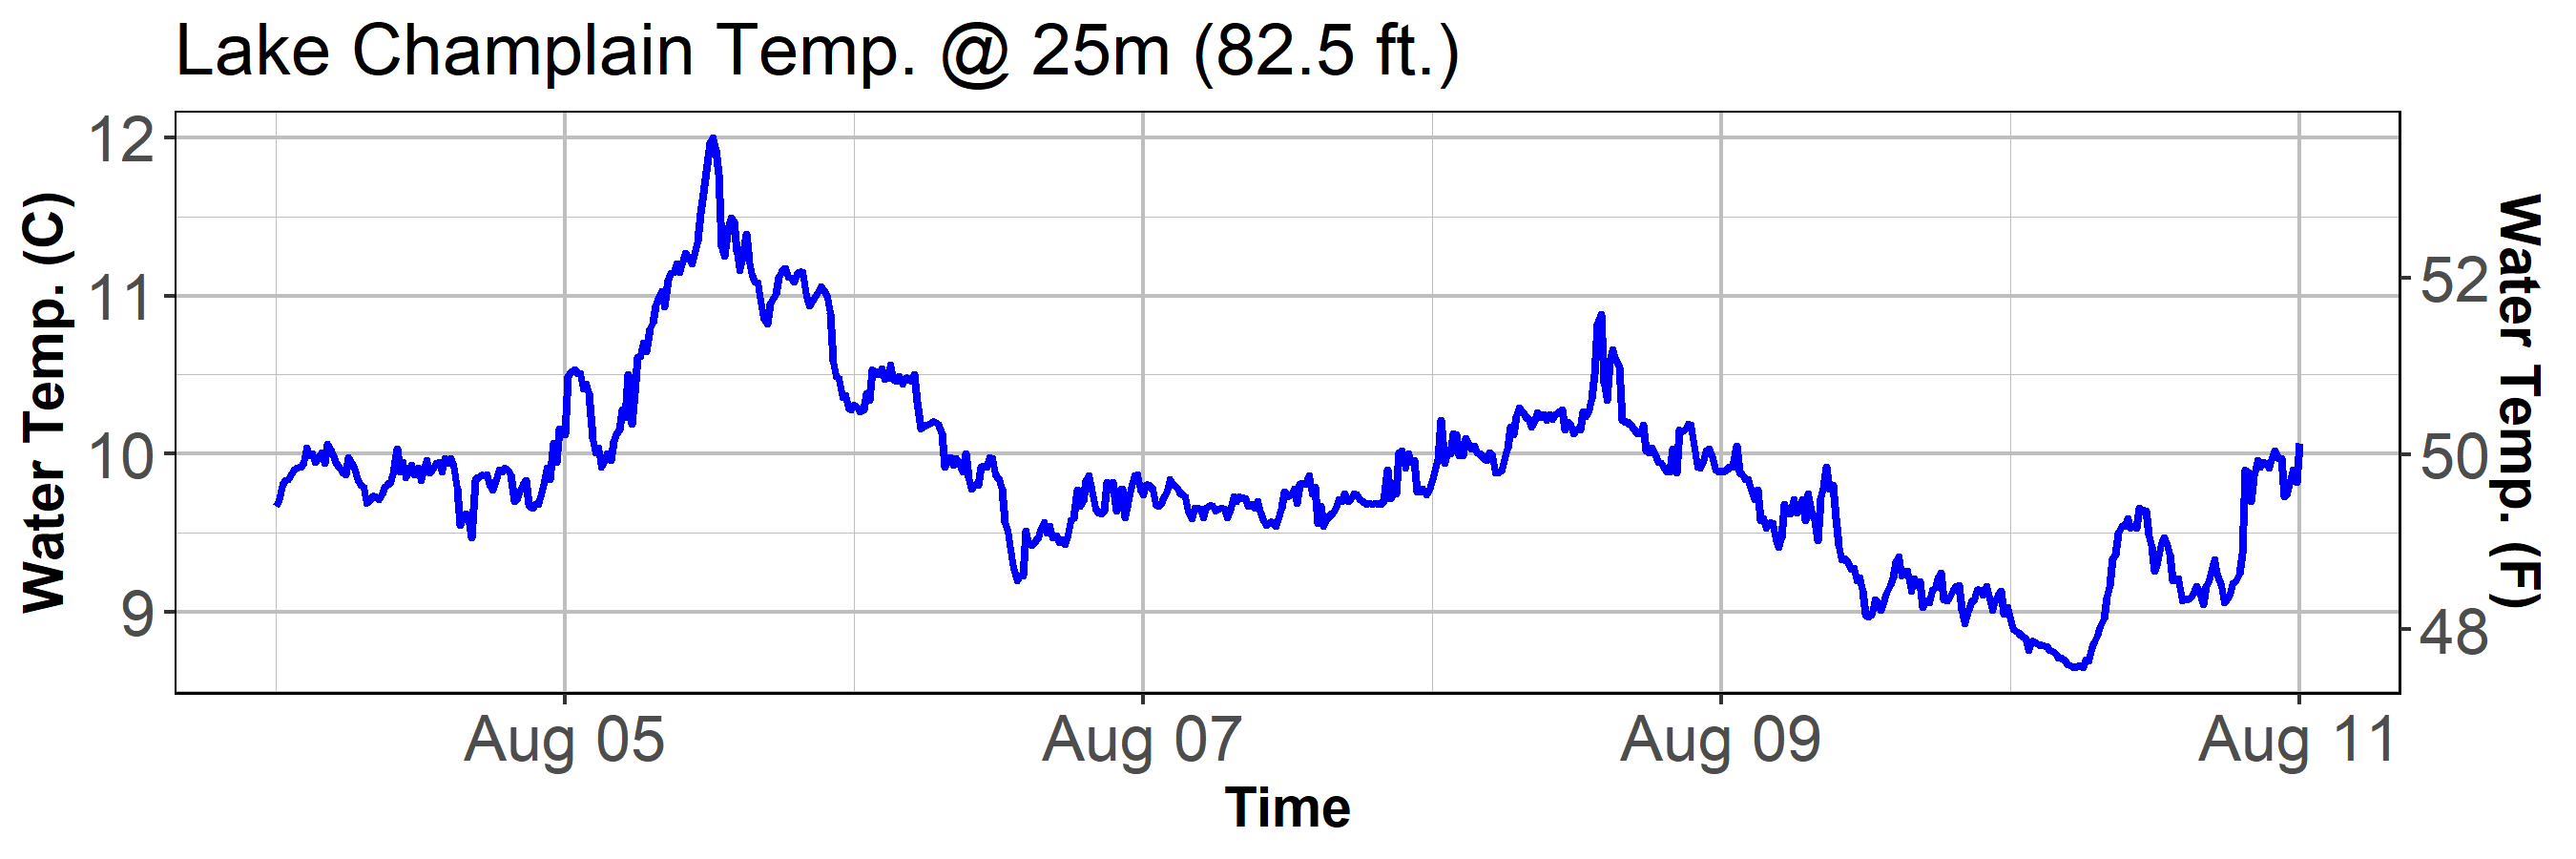 Lake Champlain Temp. @ 25m (82.5 ft.)
Water Temp. (C)
12
11
10
9
52
50
48
Water Temp. (F)
Aug 05 Aug 07 Aug 09 Aug 11
Time